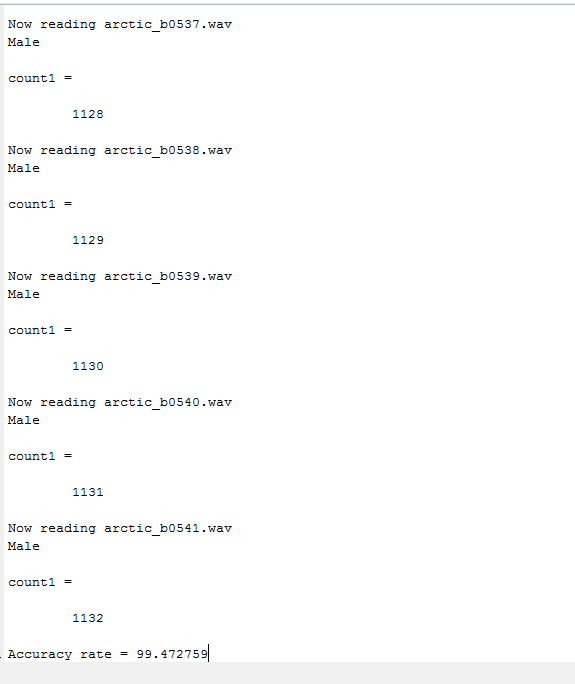 Now reading arctic_b0537.wav
Male
count1 =
1128
Now reading arctic_b0538.wav
Male
count1 =
1129
Now reading arctic_b0539.wav
Male
count1 =
1130
Now reading arctic_b0540.wav
Male
count1 =
1131
Now reading arctic_b0541.wav
Male
count1 =
1132
Accuracy rate = 99.472759